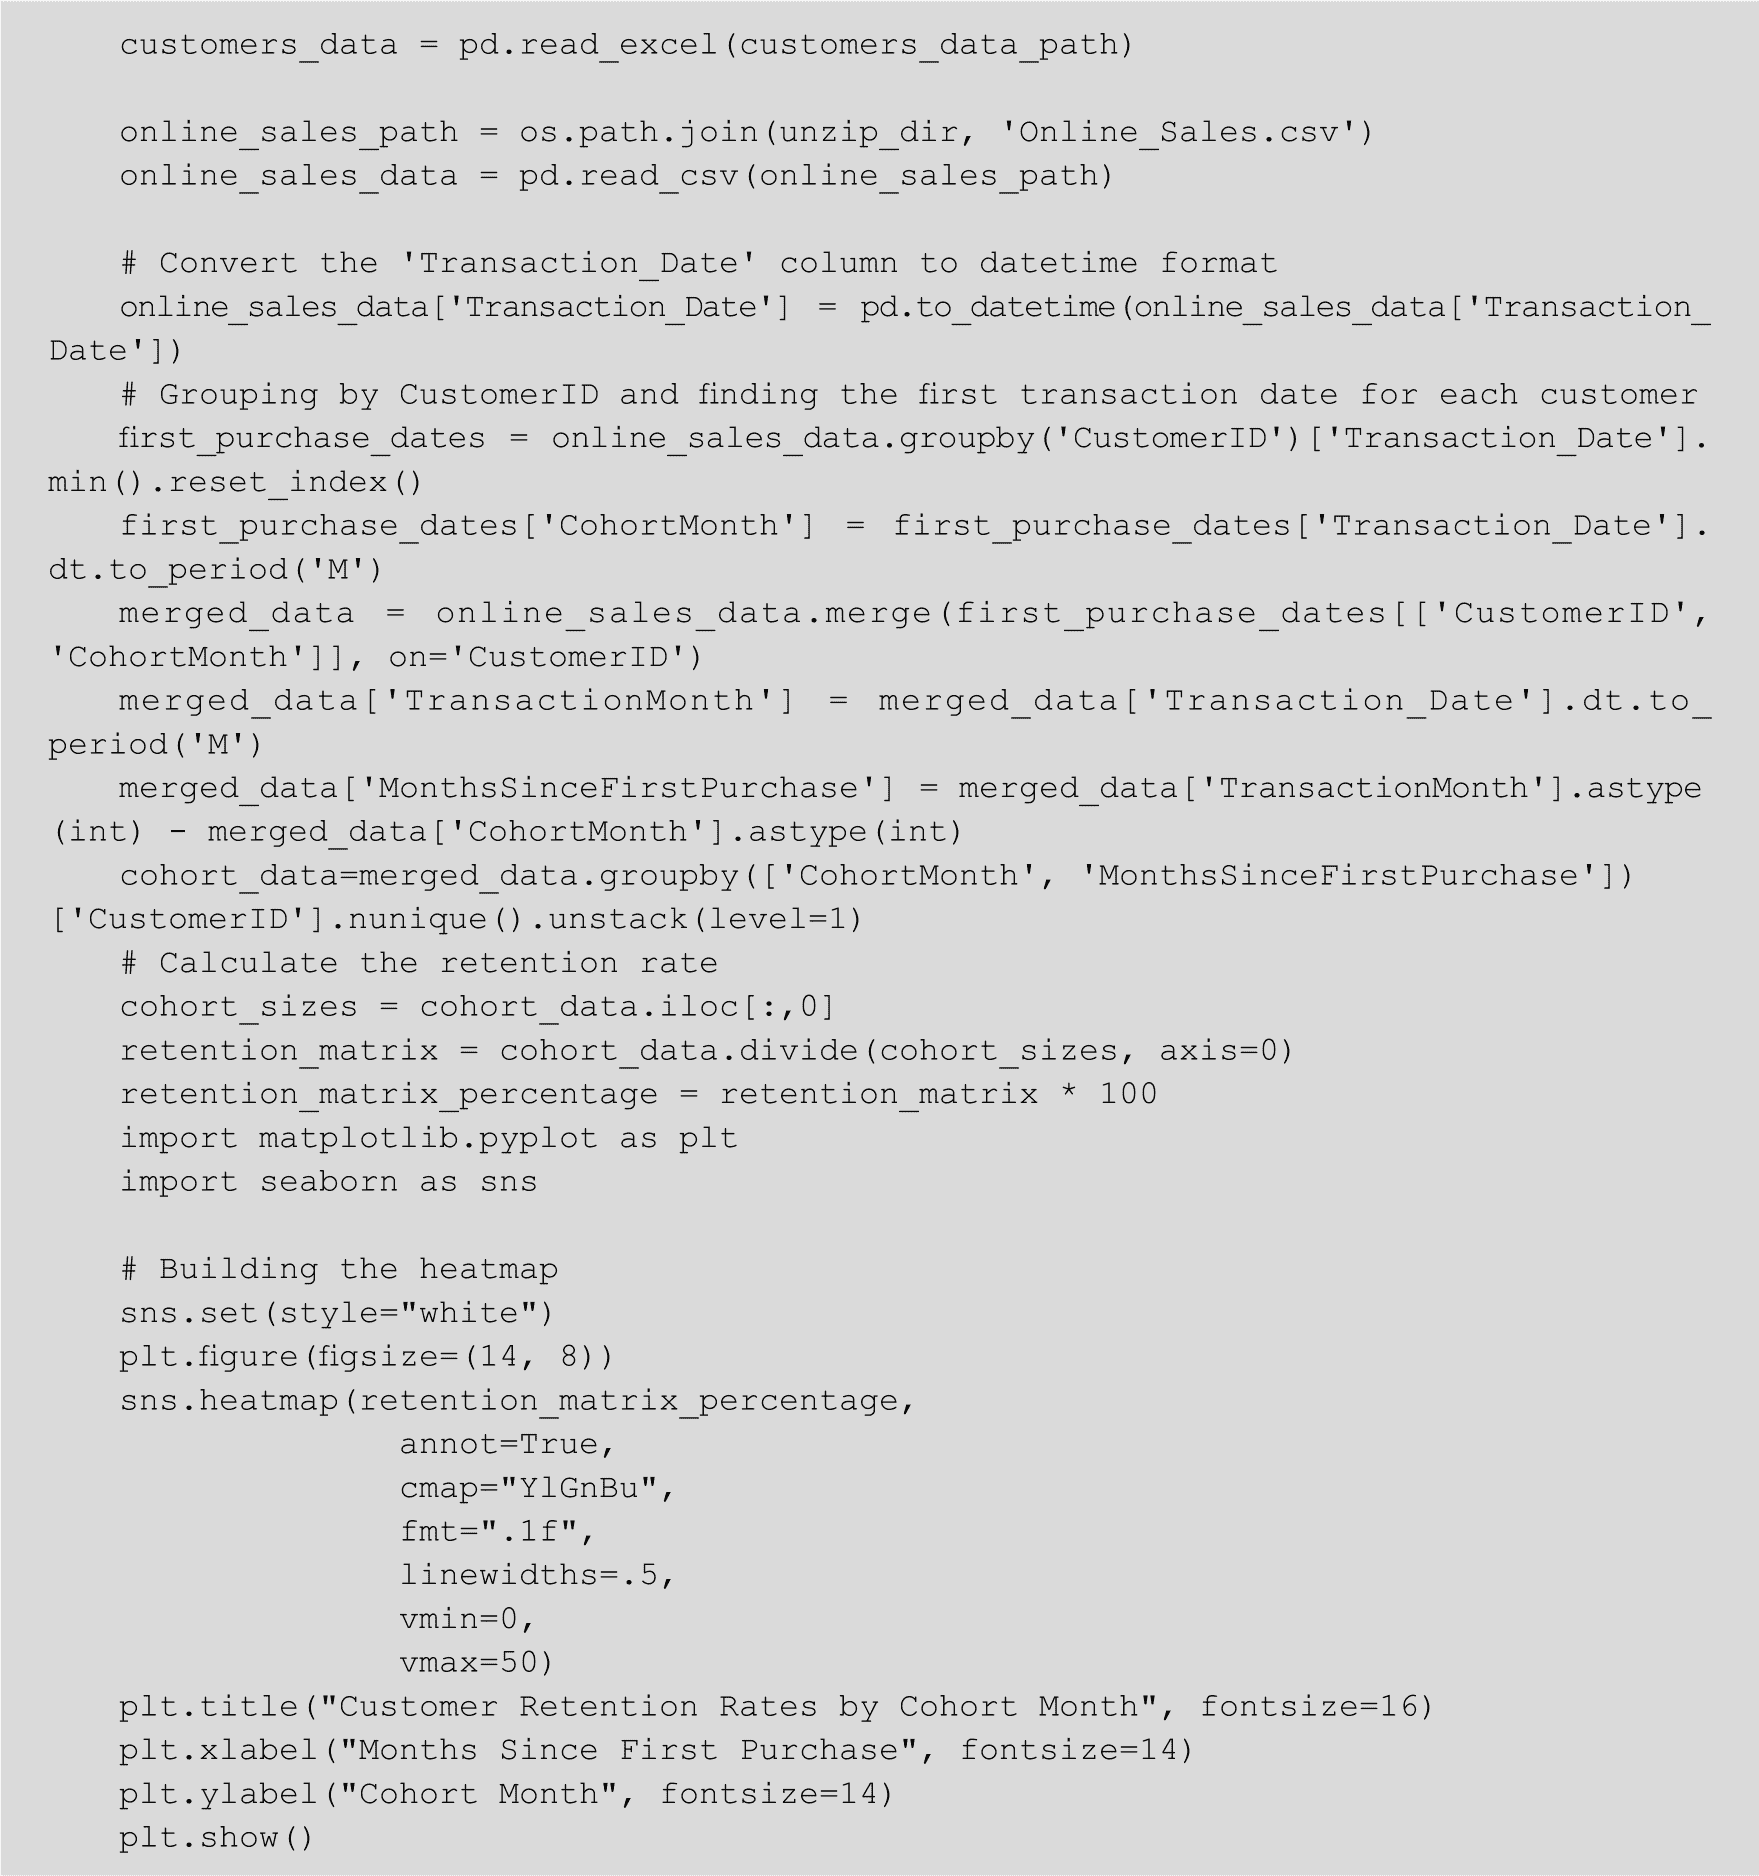 customers_data = pd.read_excel(customers_data_path)
online_sales_path = os.path.join(unzip_dir, 'Online_Sales.csv')
online_sales_data = pd.read_csv(online_sales_path)
# Convert the 'Transaction_Date' column to datetime format
online_sales_data['Transaction_Date'] = pd.to_datetime(online_sales_data['Transaction_
Date'])
# Grouping by CustomerID and finding the first transaction date for each customer
first_purchase_dates = online_sales_data.groupby('CustomerID')['Transaction_Date'].
min().reset_index()
first_purchase_dates['CohortMonth'] = first_purchase_dates['Transaction_Date'].
dt.to_period('M')
merged_data = online_sales_data.merge(first_purchase_dates[['CustomerID',
'CohortMonth']], on='CustomerID')
merged_data['TransactionMonth'] = merged_data['Transaction_Date'].dt.to_
period('M')
merged_data['MonthsSinceFirstPurchase'] = merged_data['TransactionMonth'].astype
(int) - merged_data['CohortMonth'].astype(int)
cohort_data=merged_data.groupby(['CohortMonth', 'MonthsSinceFirstPurchase'])
['CustomerID'].nunique().unstack(level=1)
# Calculate the retention rate
cohort_sizes = cohort_data.iloc[:,0]
retention_matrix = cohort_data.divide(cohort_sizes, axis=0)
retention_matrix_percentage = retention_matrix * 100
import matplotlib.pyplot as plt
import seaborn as sns
# Building the heatmap
sns.set(style="white")
plt.figure(figsize=(14, 8))
sns.heatmap(retention_matrix_percentage,
annot=True,
cmap="YlGnBu",
fmt=".1f",
linewidths=.5,
vmin=0,
vmax=50)
plt.title("Customer Retention Rates by Cohort Month", fontsize=16)
plt.xlabel("Months Since First Purchase", fontsize=14)
plt.ylabel("Cohort Month", fontsize=14)
plt.show()